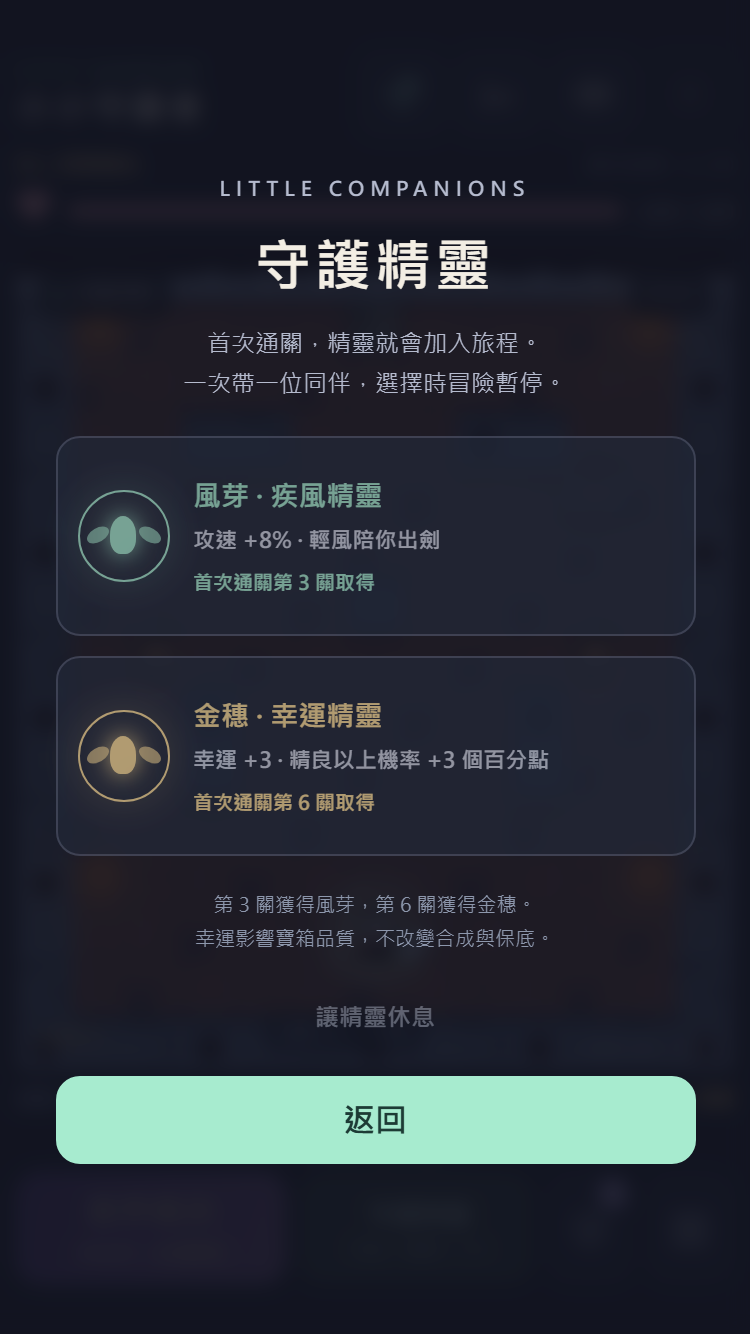 LITTLE COMPANIONS
守護精靈
首次通關，精靈就會加入旅程。
一次帶一位同伴，選擇時冒險暫停。
風芽 · 疾風精靈
攻速 +8% · 輕風陪你出劍
首次通關第 3 關取得
金穗 · 幸運精靈
幸運 +3 · 精良以上機率 +3 個百分點
首次通關第 6 關取得
第 3 關獲得風芽，第 6 關獲得金穗。
幸運影響寶箱品質，不改變合成與保底。
讓精靈休息
返回